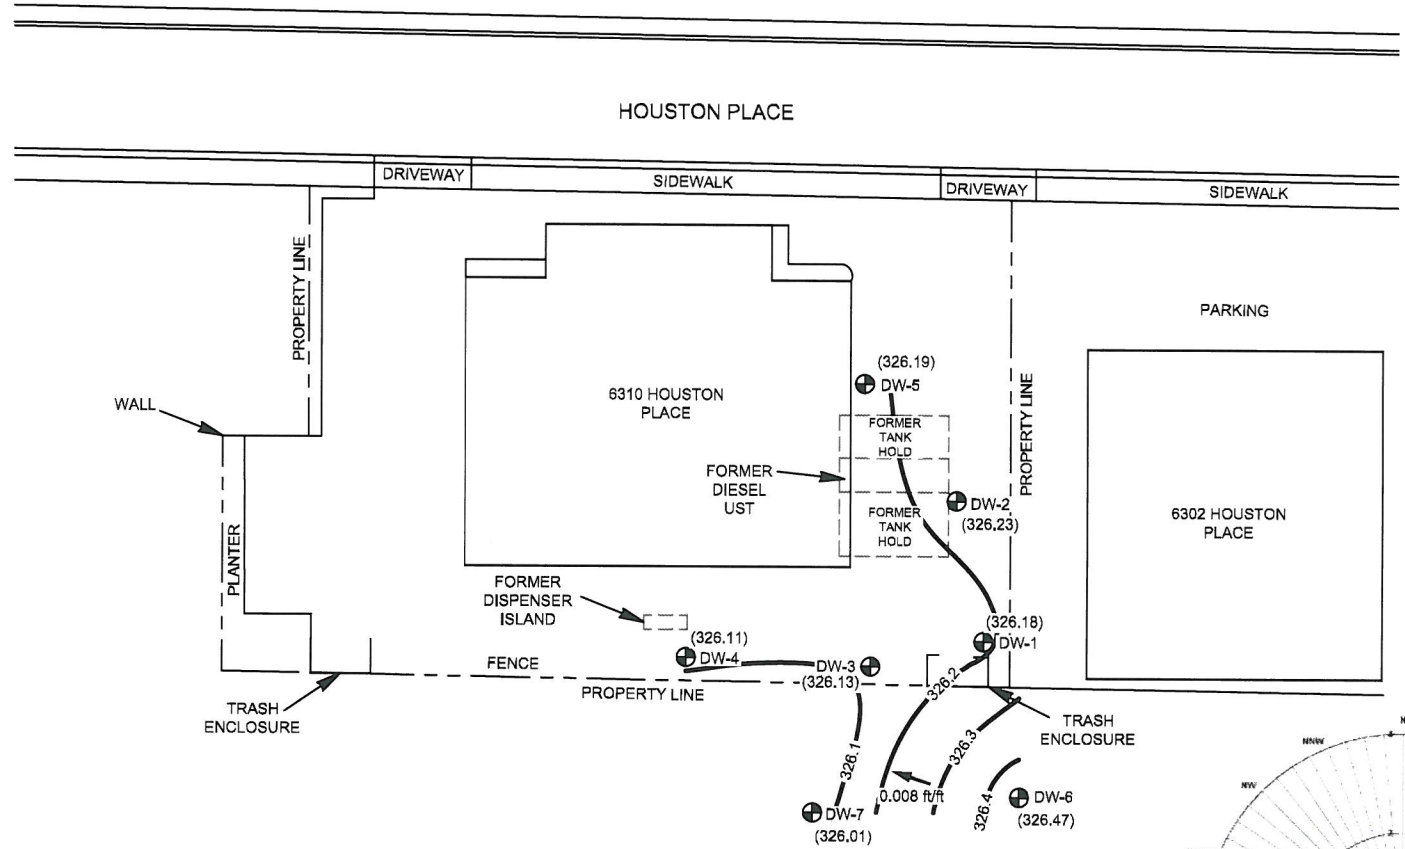 HOUSTON PLACE
DRIVEWAY
SIDEWALK
DRIVEWAY
SIDEWALK
PROPERTY LINE
PARKING
(326.19)
DW-5
6310 HOUSTON
PLACE
WALL
PROPERTY LINE
FORMER
TANK
HOLD
FORMER
DIESEL
UST
DW-2
(326.23)
FORMER
TANK
HOLD
6302 HOUSTON
PLACE
PLANTER
FORMER
DISPENSER
ISLAND
(326.11)
DW-4
(326.18)
DW-1
FENCE
DW-3
(326.13)
PROPERTY LINE
326.2
TRASH
ENCLOSURE
TRASH
ENCLOSURE
326.1
326.3
0.008 ft/ft
326.4
DW-7
(326.01)
DW-6
(326.47)
N
NNW
NW